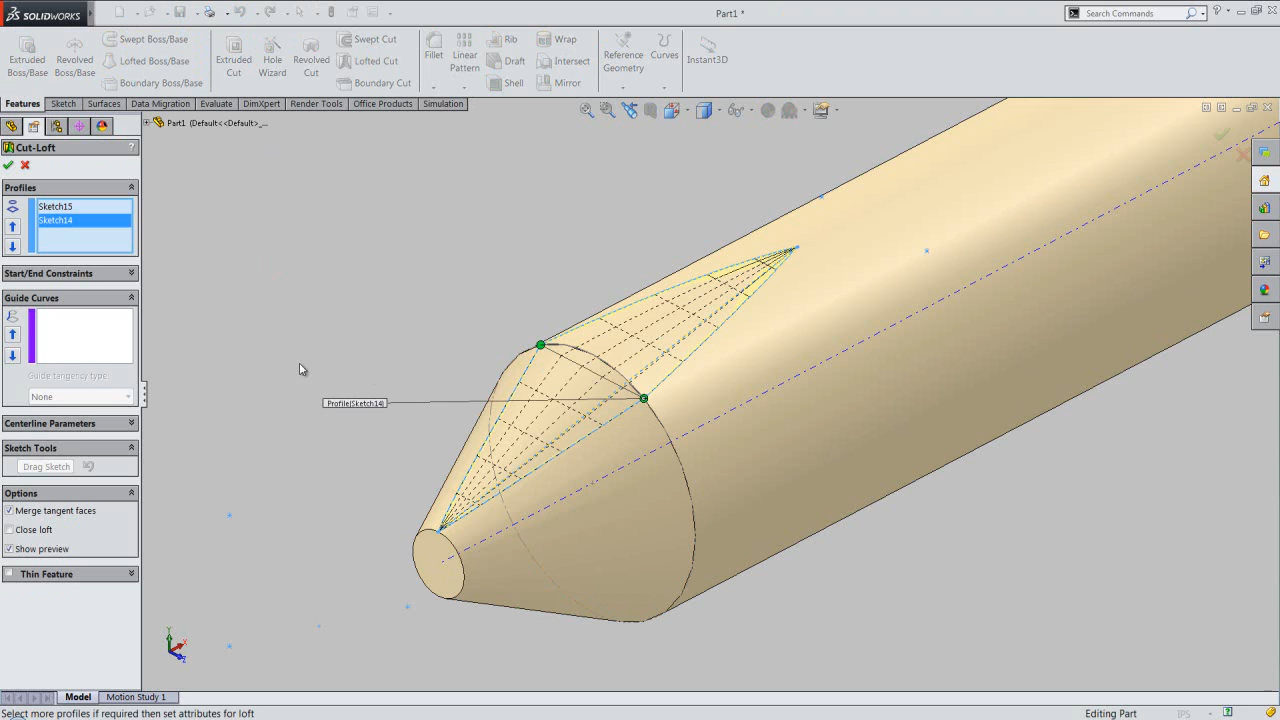 SOLIDWORKS
Part1 *
Search Commands
?
Extruded Boss/Base
Revolved Boss/Base
Swept Boss/Base
Lofted Boss/Base
Boundary Boss/Base
Extruded Cut
Hole Wizard
Revolved Cut
Swept Cut
Lofted Cut
Boundary Cut
Fillet
Linear Pattern
Rib
Draft
Shell
Wrap
Intersect
Mirror
Reference Geometry
Curves
Instant3D
Features
Sketch
Surfaces
Data Migration
Evaluate
DimXpert
Render Tools
Office Products
Simulation
Part1 (Default<<Default>_...
Cut-Loft
?
Profiles
Sketch15
Sketch14
Start/End Constraints
Guide Curves
Guide tangency type:
None
Centerline Parameters
Sketch Tools
Drag Sketch
Options
Merge tangent faces
Close loft
Show preview
Thin Feature
Profile(Sketch14)
Y
X
Z
Model
Motion Study 1
Select more profiles if required then set attributes for loft
Editing Part
IPS
?